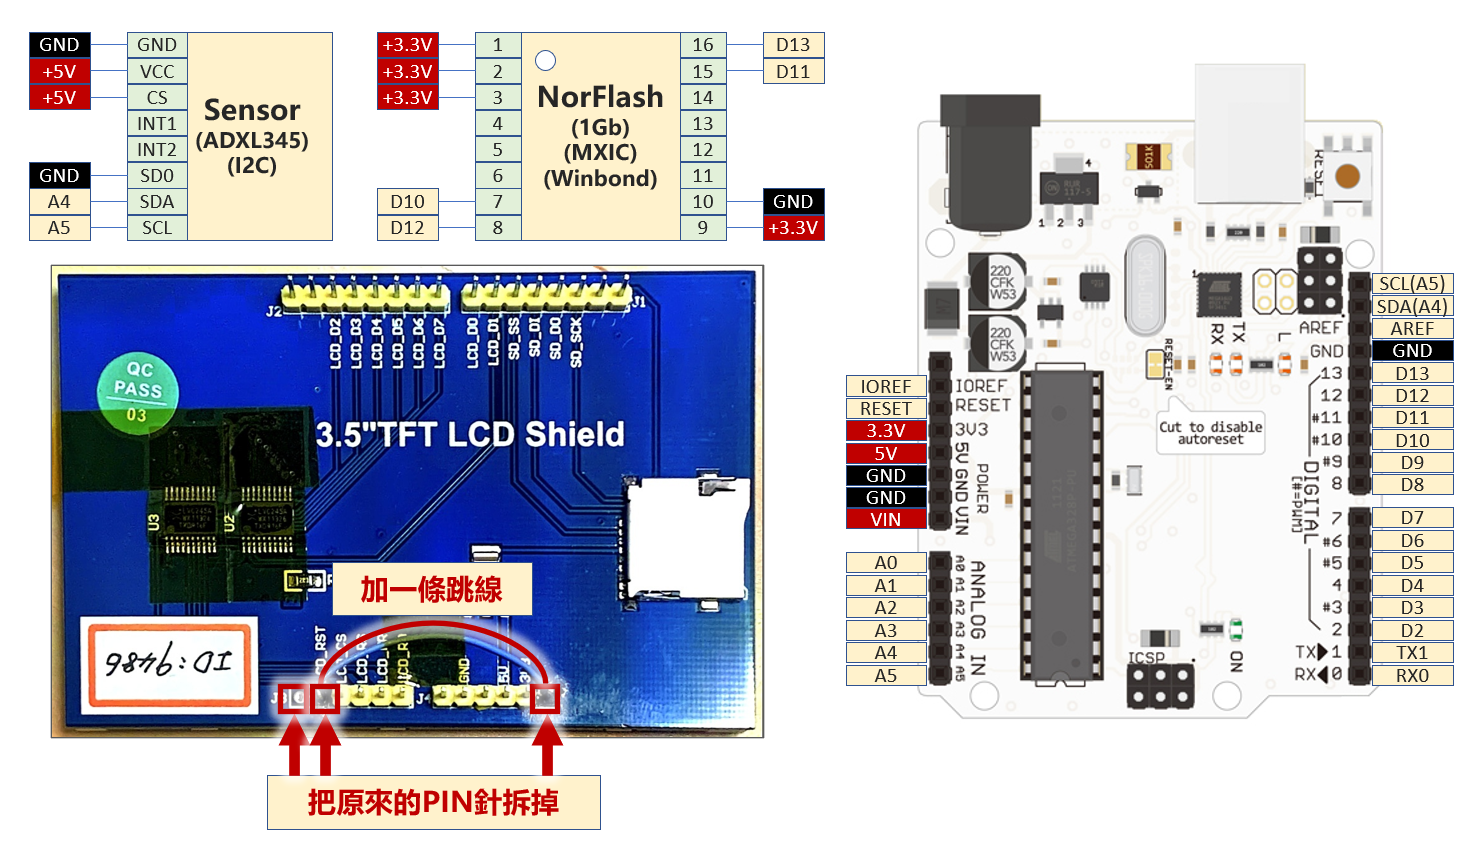 GND
+5V
+5V
GND
A4
A5
GND
VCC
CS
INT1
INT2
SD0
SDA
SCL
Sensor
(ADXL345)
(I2C)
+3.3V
+3.3V
+3.3V
D10
D12
1
2
3
4
5
6
7
8
NorFlash
(1Gb)
(MXIC)
(Winbond)
16
15
14
13
12
11
10
9
D13
D11
GND
+3.3V
J2
J1
LCD_D2
LCD_D3
LCD_D4
LCD_D5
LCD_D6
LCD_D7
LCD_D0
LCD_D1
SD_SS
SD_DI
SD_DO
SD_SCK
QC
PASS
03
3.5"TFT LCD Shield
U3
U2
加一條跳線
ID:9486
GND
J4
把原來的PIN針拆掉
RESET
501K
4
1 2 3
220
CFK
W53
220
CFK
W53
1
RX
TX
L
RESET-EN
Cut to disable
autoreset
IOREF
RESET
3V3
5V
GND
VIN
POWER
A0
A1
A2
A3
A4
A5
ANALOG IN
ICSP
ON
AREF
GND
13
12
#11
#10
#9
8
7
#6
#5
4
#3
2
TX 1
RX 0
DIGITAL
[#=PWM]
IOREF
RESET
3.3V
5V
GND
GND
VIN
A0
A1
A2
A3
A4
A5
SCL(A5)
SDA(A4)
AREF
GND
D13
D12
D11
D10
D9
D8
D7
D6
D5
D4
D3
D2
TX1
RX0